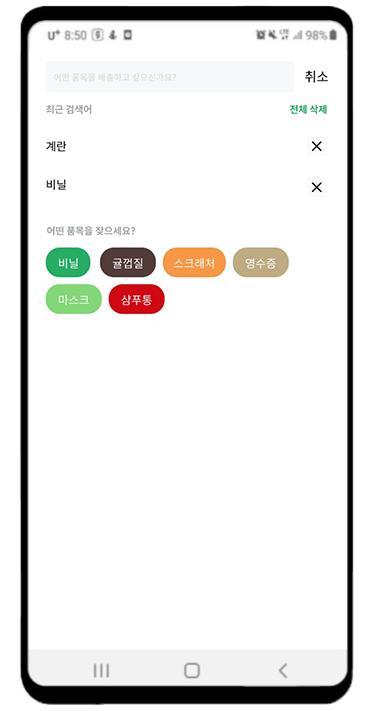 U+ 8:50 98%
어떤 품목을 배출하고 싶으신가요? 취소
최근 검색어 전체 삭제
계란
비닐
어떤 품목을 찾으세요?
비닐 귤껍질 스크래처 영수증
마스크 샴푸통